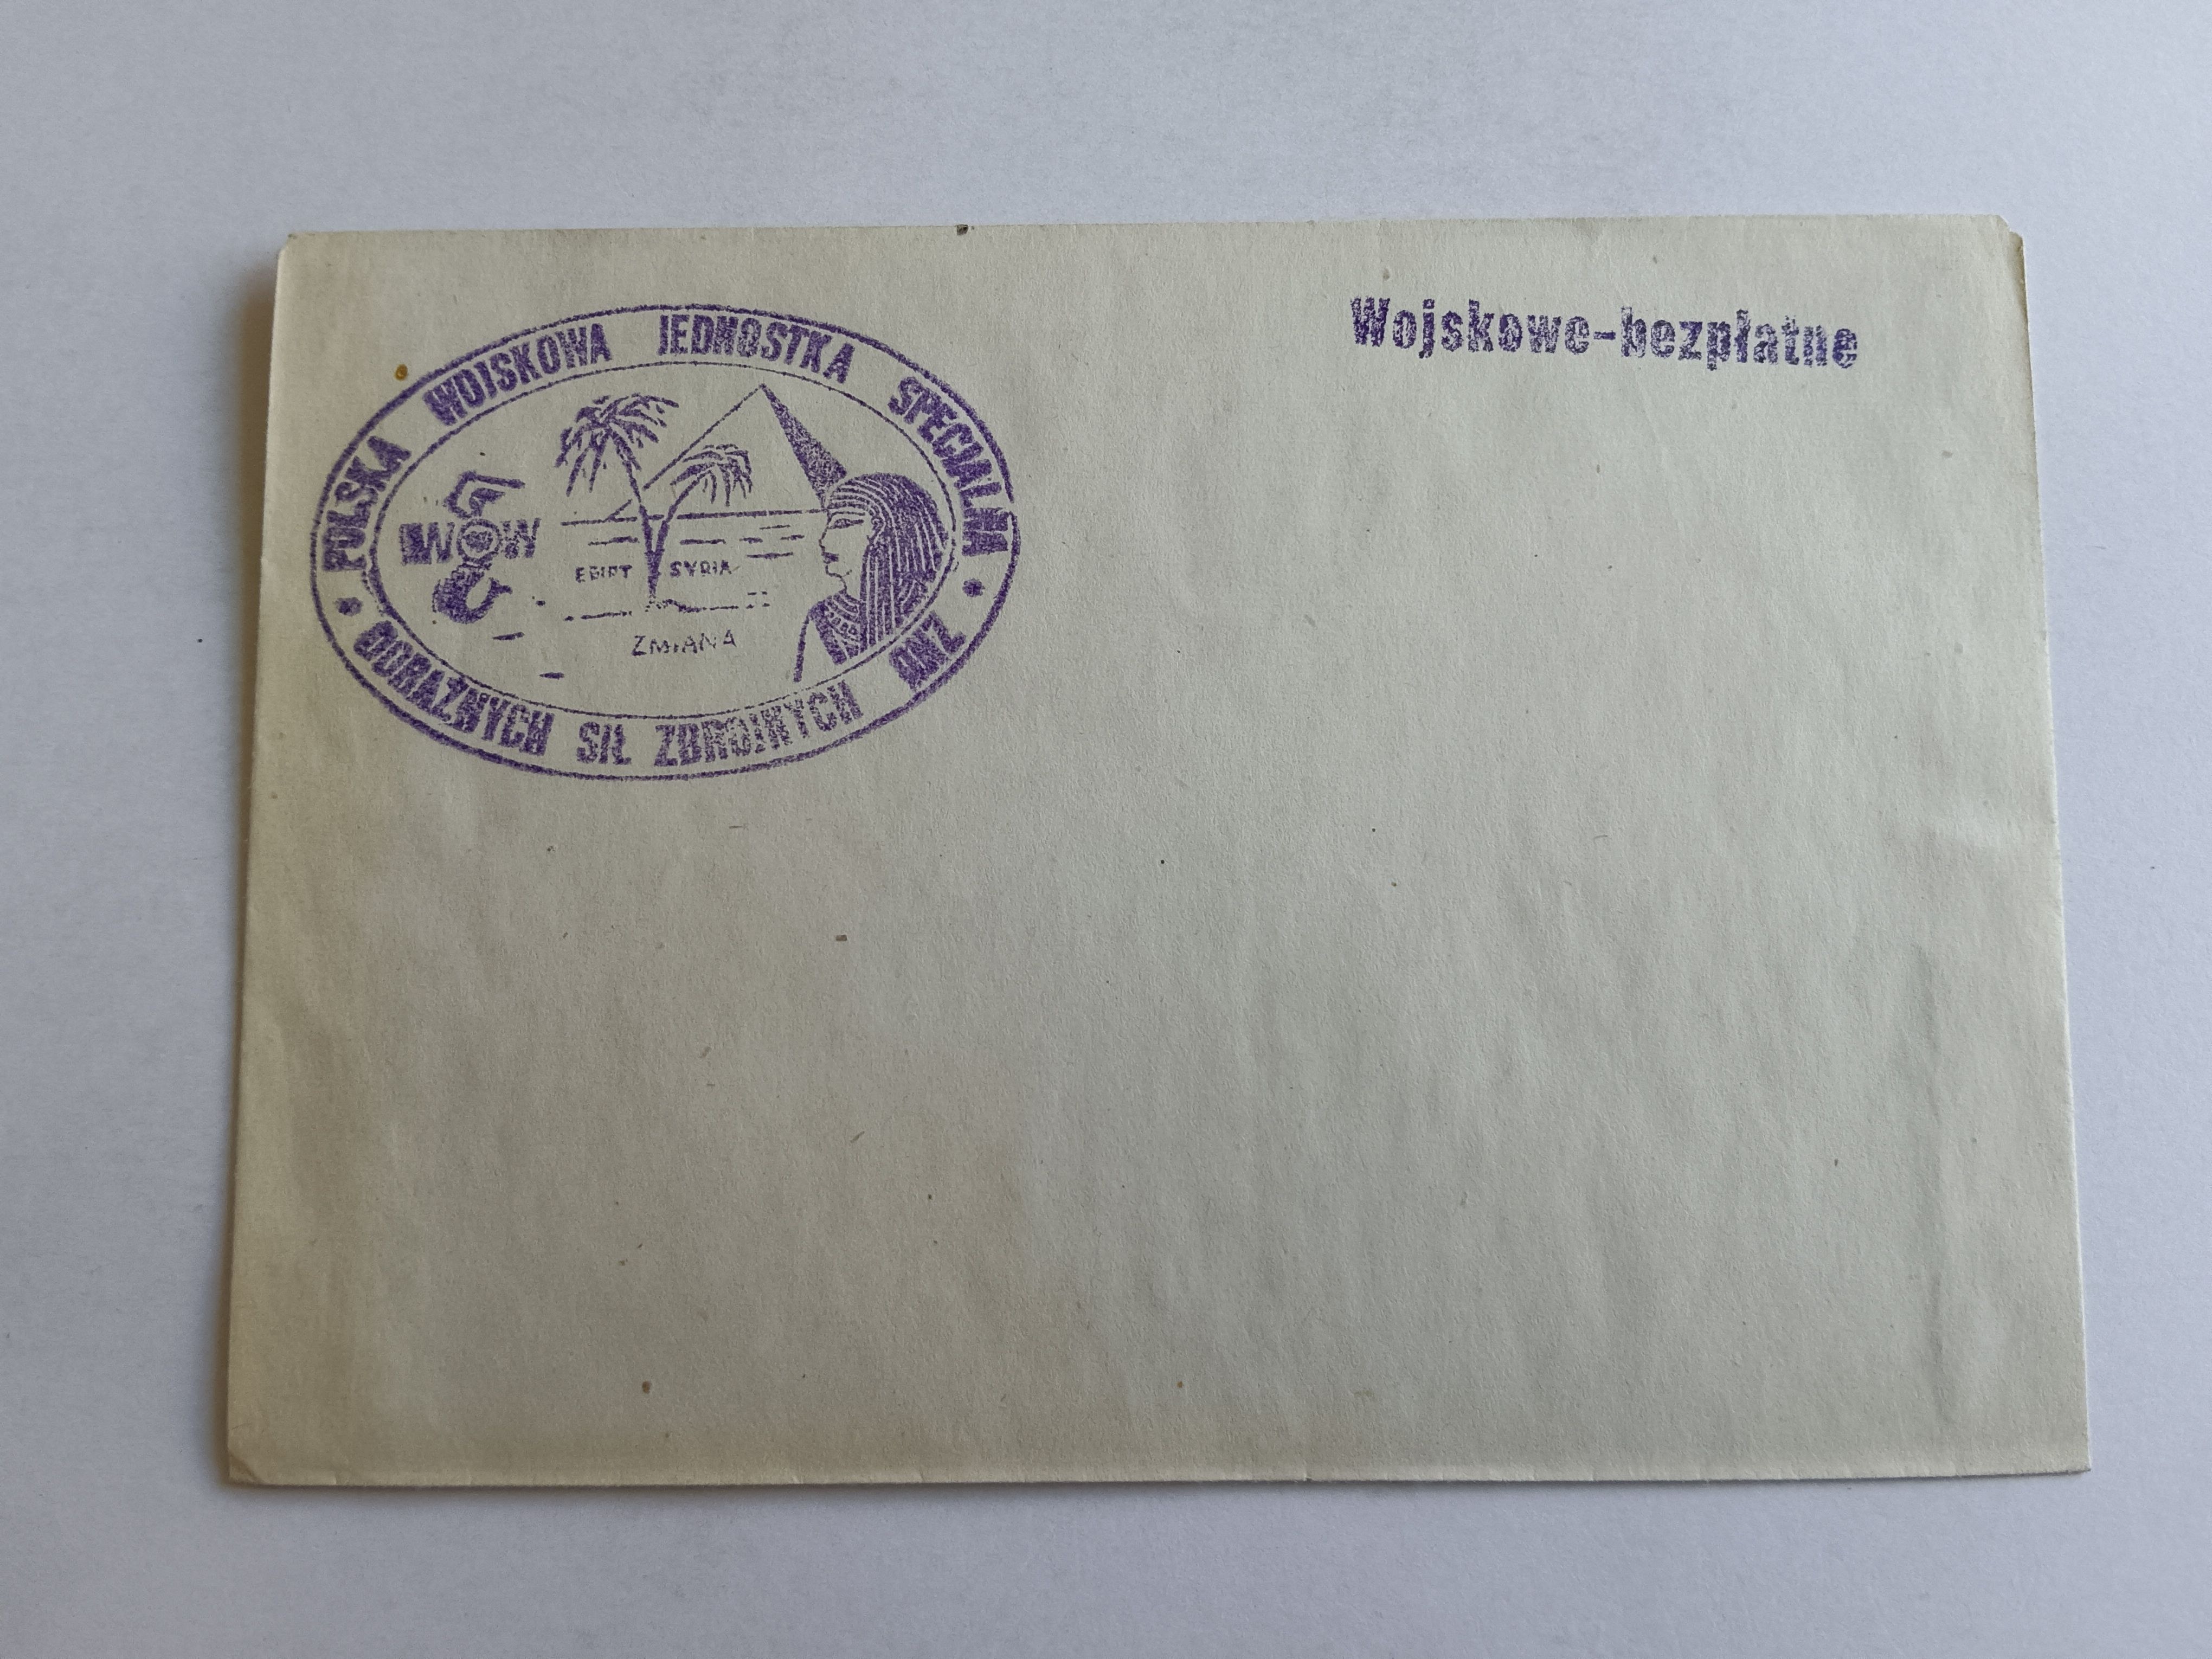 POLSKA WOJSKOWA JEDNOSTKA SPECJALNA
Wojskowe-bezpłatne
WOW
EGIPT SYRIA
ZMIANA
DORAŹNYCH SIŁ ZBROJNYCH ONZ